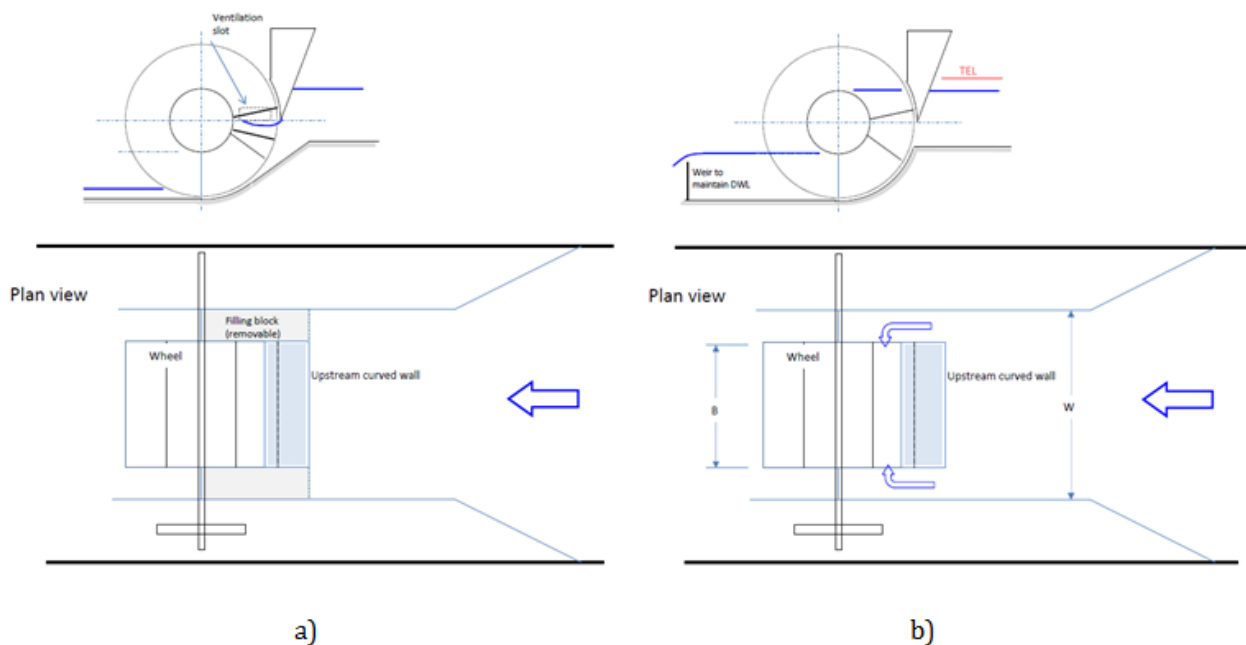 Ventilation
slot
TEL
Weir to
maintain DWL
Plan view
Filling block
(removable)
Wheel
Upstream curved wall
Plan view
Wheel
Upstream curved wall
B
W
a)
b)